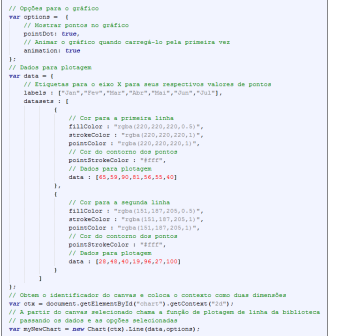 // Opções para o gráfico
var options = {
// Mostrar pontos no gráfico
pointDot: true,
// Animar o gráfico quando carregá-lo pela primeira vez
animation: true
};
// Dados para plotagem
var data = {
// Etiquetas para o eixo X para seus respectivos valores de pontos
labels : ["Jan","Fev","Mar","Abr","Mai","Jun","Jul"],
datasets : [
{
// Cor para a primeira linha
fillColor : "rgba(220,220,220,0.5)",
strokeColor : "rgba(220,220,220,1)",
pointColor : "rgba(220,220,220,1)",
// Cor do contorno dos pontos
pointStrokeColor : "#fff",
// Dados para plotagem
data : [65,59,90,81,56,55,40]
},
{
// Cor para a segunda linha
fillColor : "rgba(151,187,205,0.5)",
strokeColor : "rgba(151,187,205,1)",
pointColor : "rgba(151,187,205,1)",
// Cor do contorno dos pontos
pointStrokeColor : "#fff",
// Dados para plotagem
data : [28,48,40,19,96,27,100]
}
]
};
// Obtem o identificador do canvas e coloca o contexto como duas dimensões
var ctx = document.getElementById("chart").getContext("2d");
// A partir do canvas selecionado chama a função de plotagem de linha da biblioteca
// passando os dados e as opções selecionadas
var myNewChart = new Chart(ctx).Line(data,options);